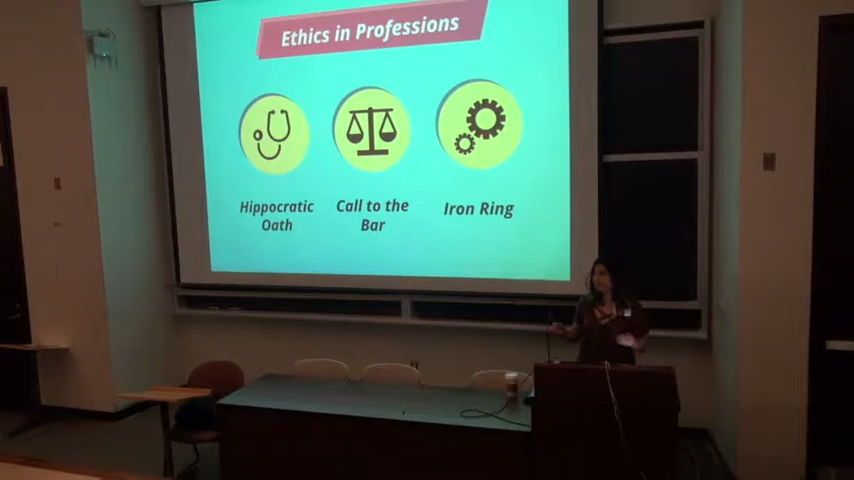 Ethics in Professions
Hippocratic
Oath
Call to the
Bar
Iron Ring